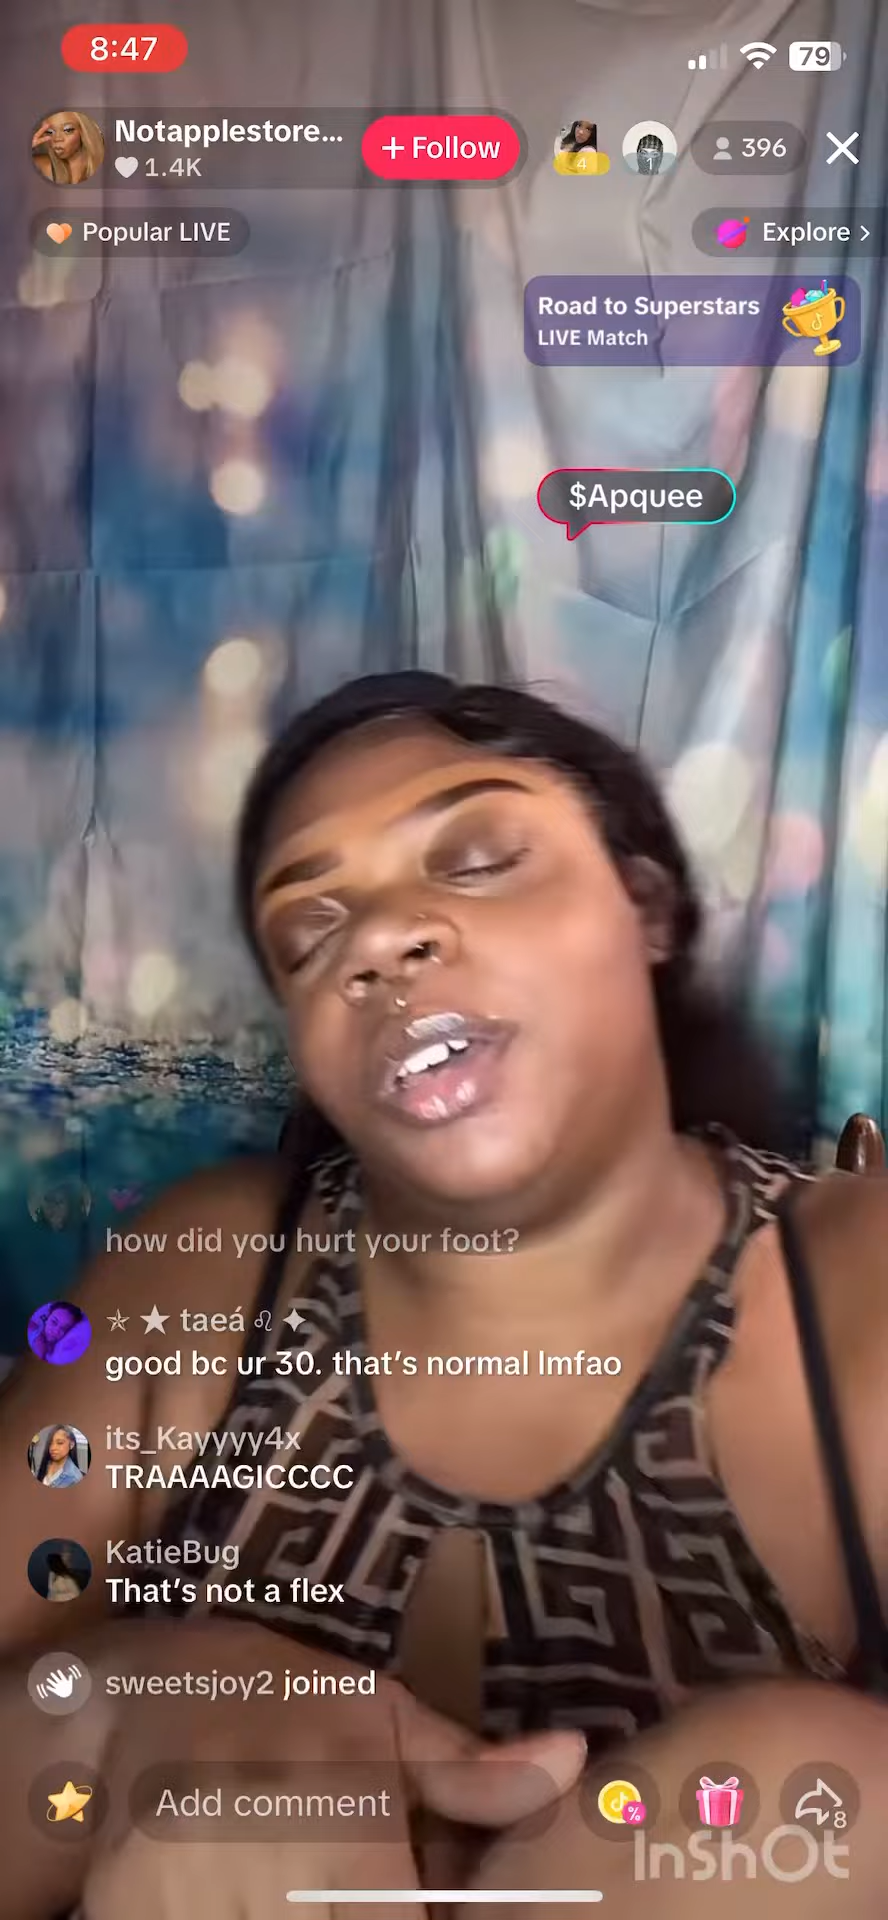 8:47
79
Notapplestore...
1.4K
+ Follow
4
1
396
Popular LIVE
Explore >
Road to Superstars
LIVE Match
$Apquee
how did you hurt your foot?
✯ ★ taeá ♌︎ ✦
good bc ur 30. that's normal lmfao
its_Kayyyy4x
TRAAAAGICCCC
KatieBug
That's not a flex
sweetsjoy2 joined
Add comment
8
InShOt